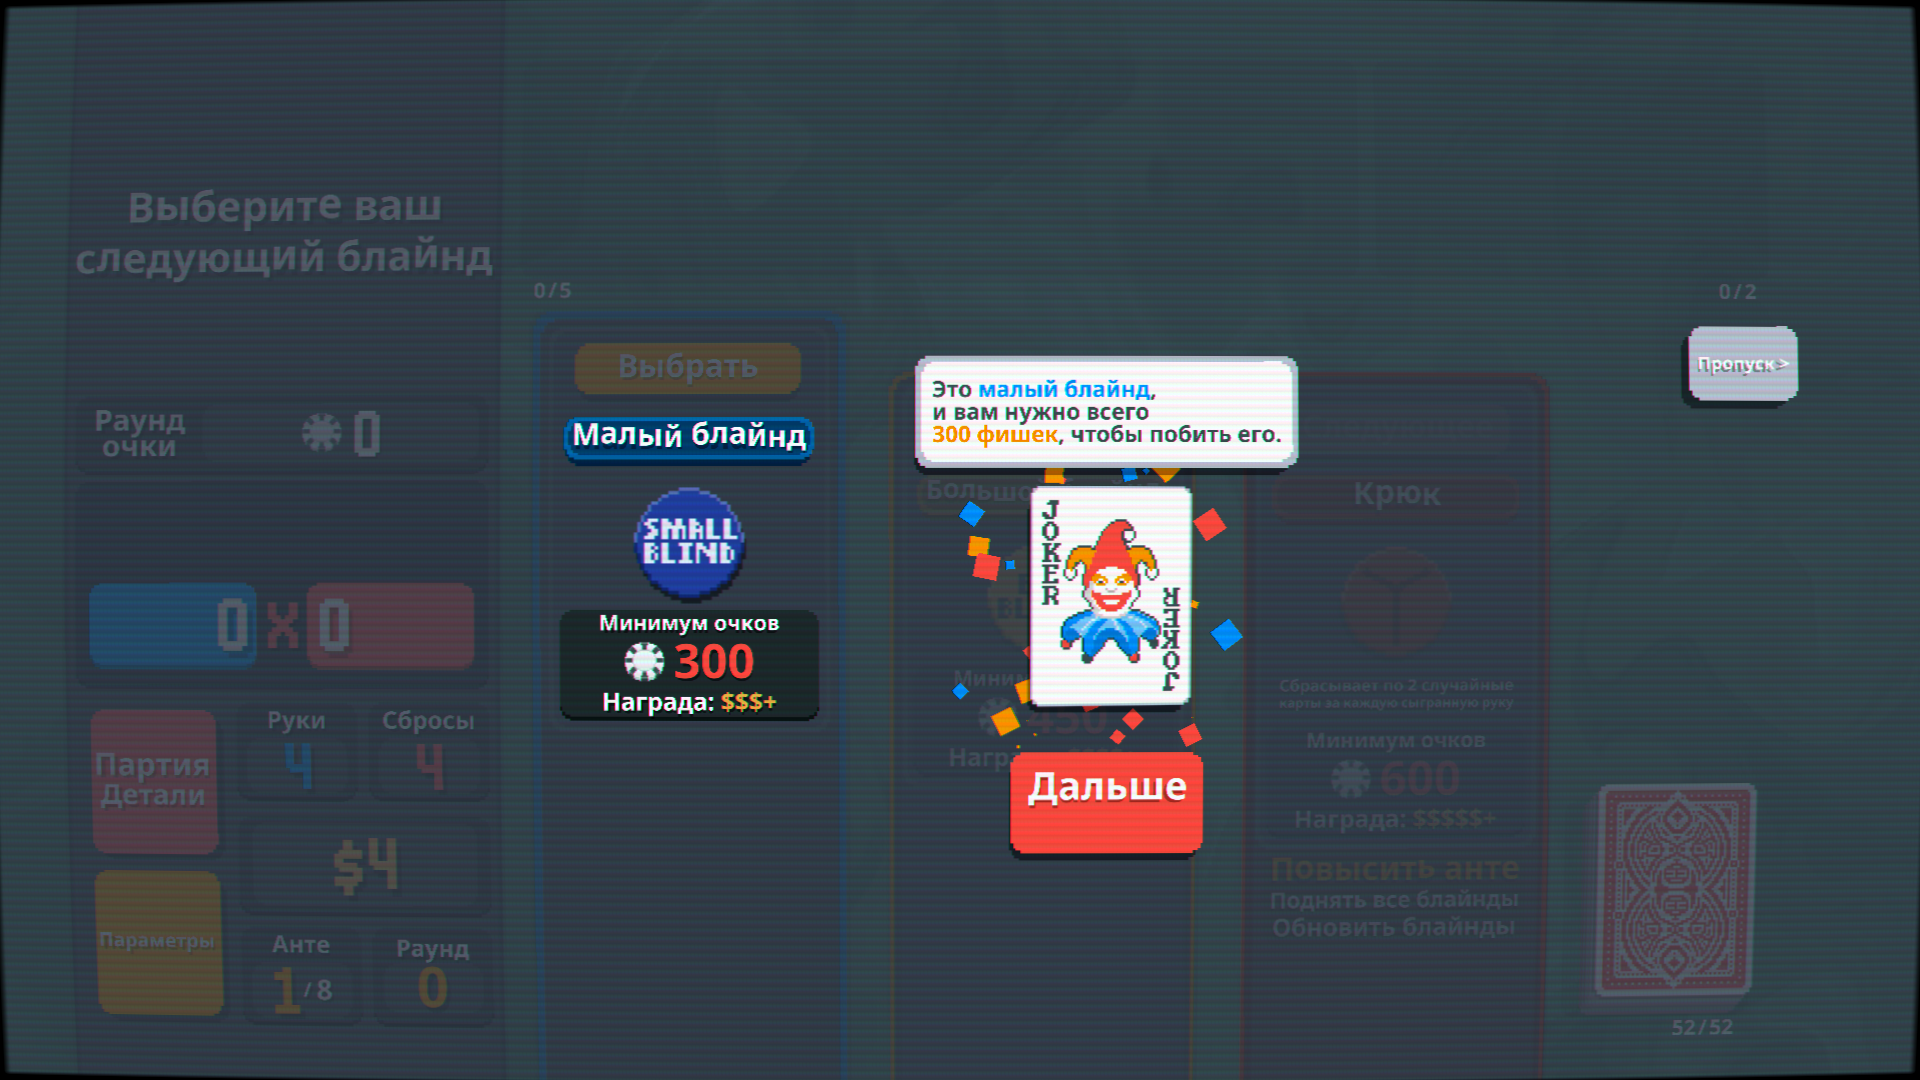 Выберите ваш
следующий блайнд
Раунд
очки
0
0 X 0
Партия
Детали
Руки
4
Сбросы
4
$4
Параметры
Анте
1 / 8
Раунд
0
0/5
Выбрать
Малый блайнд
SMALL
BLIND
Минимум очков
300
Награда: $$$+
Это малый блайнд,
и вам нужно всего
300 фишек, чтобы побить его.
JOKER
JOKER
Дальше
450
Крюк
Сбрасывает по 2 случайные
карты за каждую сыгранную руку
Минимум очков
600
Награда: $$$$$+
Повысить анте
Поднять все блайнды
Обновить блайнды
0/2
Пропуск >
52/52